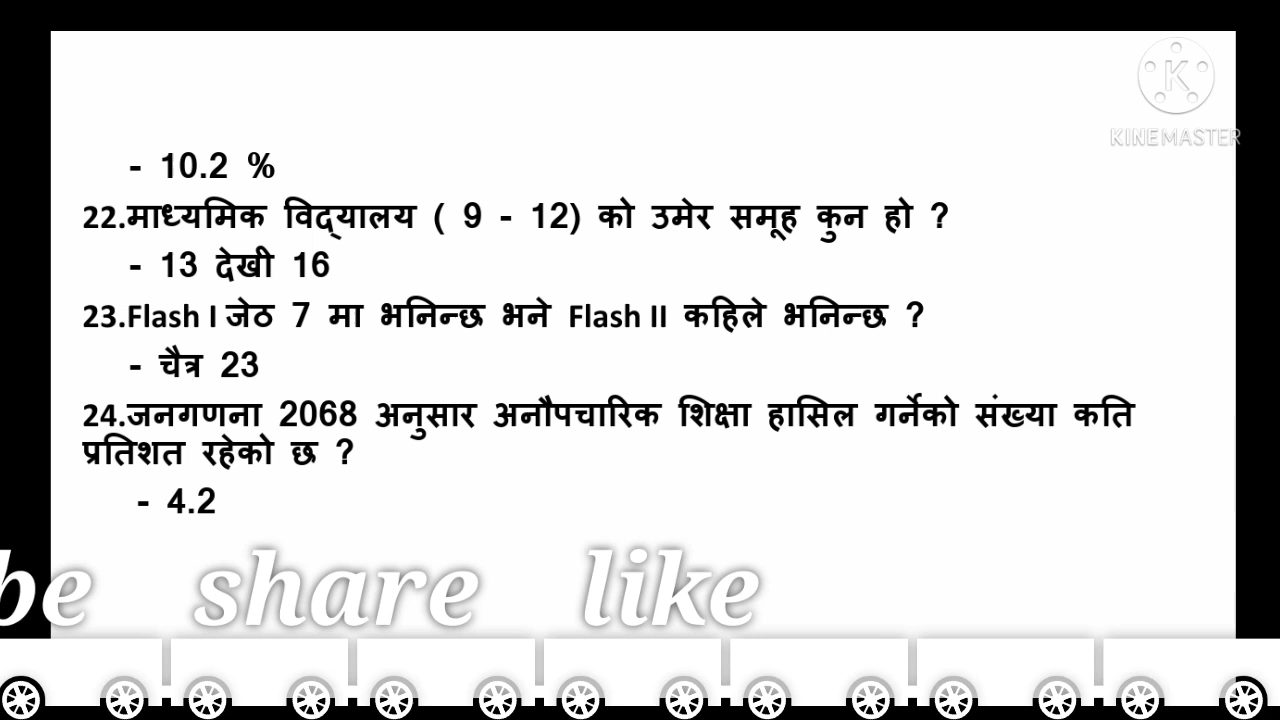 KINEMASTER
- 10.2 %
22.माध्यमिक विद्यालय ( 9 - 12) को उमेर समूह कुन हो ?
- 13 देखी 16
23.Flash I जेठ 7 मा भनिन्छ भने Flash II कहिले भनिन्छ ?
- चैत्र 23
24.जनगणना 2068 अनुसार अनौपचारिक शिक्षा हासिल गर्नेको संख्या कति
प्रतिशत रहेको छ ?
- 4.2
be share like